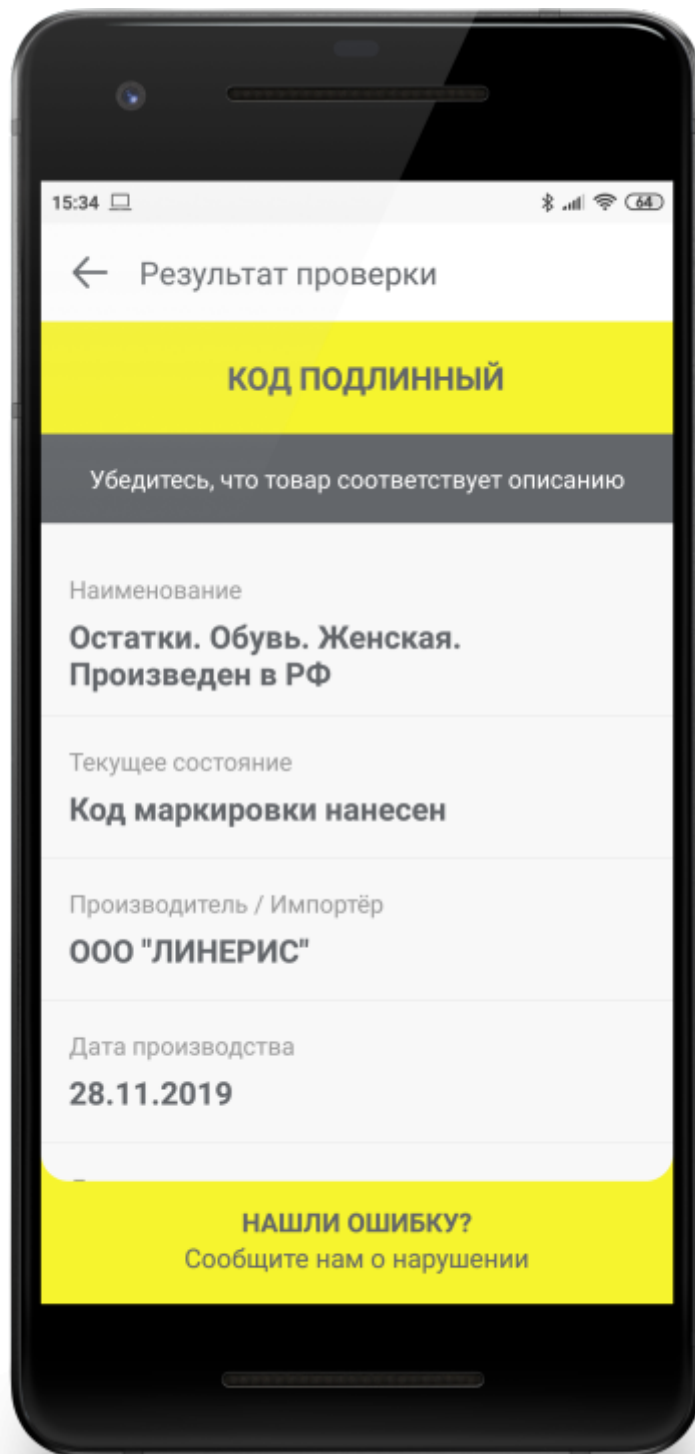 15:34
64
Результат проверки
КОД ПОДЛИННЫЙ
Убедитесь, что товар соответствует описанию
Наименование
Остатки. Обувь. Женская.
Произведен в РФ
Текущее состояние
Код маркировки нанесен
Производитель / Импортёр
ООО "ЛИНЕРИС"
Дата производства
28.11.2019
НАШЛИ ОШИБКУ?
Сообщите нам о нарушении